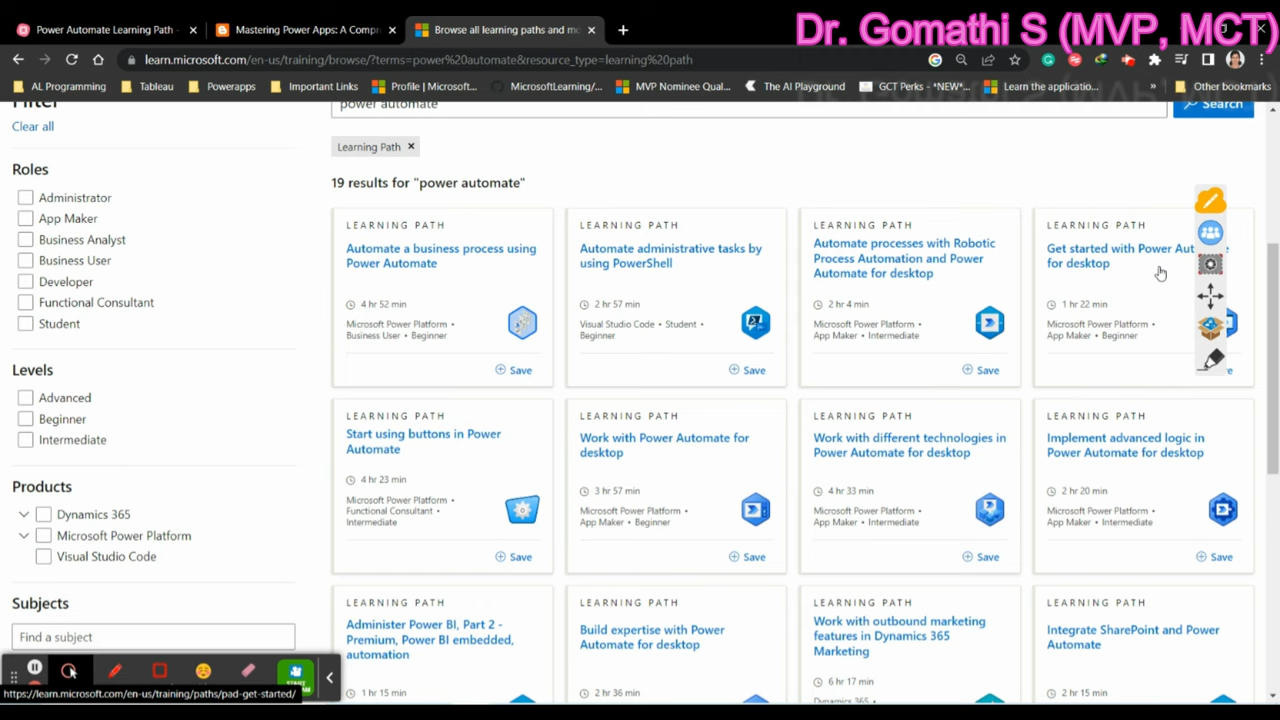 Power Automate Learning Path -
Mastering Power Apps: A Compr
Browse all learning paths and mo
Dr. Gomathi S (MVP, MCT)
learn.microsoft.com/en-us/training/browse/?terms=power%20automate&resource_type=learning%20path
AL Programming
Tableau
Powerapps
Important Links
Profile | Microsoft...
MicrosoftLearning/...
MVP Nominee Qual...
The AI Playground
GCT Perks - *NEW*...
Learn the applicatio...
»
Other bookmarks
Filter
Clear all
power automate
Search
Learning Path ×
19 results for "power automate"
Roles
Administrator
App Maker
Business Analyst
Business User
Developer
Functional Consultant
Student
Levels
Advanced
Beginner
Intermediate
Products
Dynamics 365
Microsoft Power Platform
Visual Studio Code
Subjects
Find a subject
LEARNING PATH
Automate a business process using
Power Automate
4 hr 52 min
Microsoft Power Platform •
Business User • Beginner
Save
LEARNING PATH
Automate administrative tasks by
using PowerShell
2 hr 57 min
Visual Studio Code • Student •
Beginner
Save
LEARNING PATH
Automate processes with Robotic
Process Automation and Power
Automate for desktop
2 hr 4 min
Microsoft Power Platform •
App Maker • Intermediate
Save
LEARNING PATH
Get started with Power Aut e
for desktop
1 hr 22 min
Microsoft Power Platform •
App Maker • Beginner
LEARNING PATH
Start using buttons in Power
Automate
4 hr 23 min
Microsoft Power Platform •
Functional Consultant •
Intermediate
Save
LEARNING PATH
Work with Power Automate for
desktop
3 hr 57 min
Microsoft Power Platform •
App Maker • Beginner
Save
LEARNING PATH
Work with different technologies in
Power Automate for desktop
4 hr 33 min
Microsoft Power Platform •
App Maker • Intermediate
Save
LEARNING PATH
Implement advanced logic in
Power Automate for desktop
2 hr 20 min
Microsoft Power Platform •
App Maker • Intermediate
Save
LEARNING PATH
Administer Power BI, Part 2 -
Premium, Power BI embedded,
automation
1 hr 15 min
LEARNING PATH
Build expertise with Power
Automate for desktop
2 hr 36 min
LEARNING PATH
Work with outbound marketing
features in Dynamics 365
Marketing
6 hr 17 min
Dynamics 365 •
LEARNING PATH
Integrate SharePoint and Power
Automate
2 hr 15 min
START
https://learn.microsoft.com/en-us/training/paths/pad-get-started/